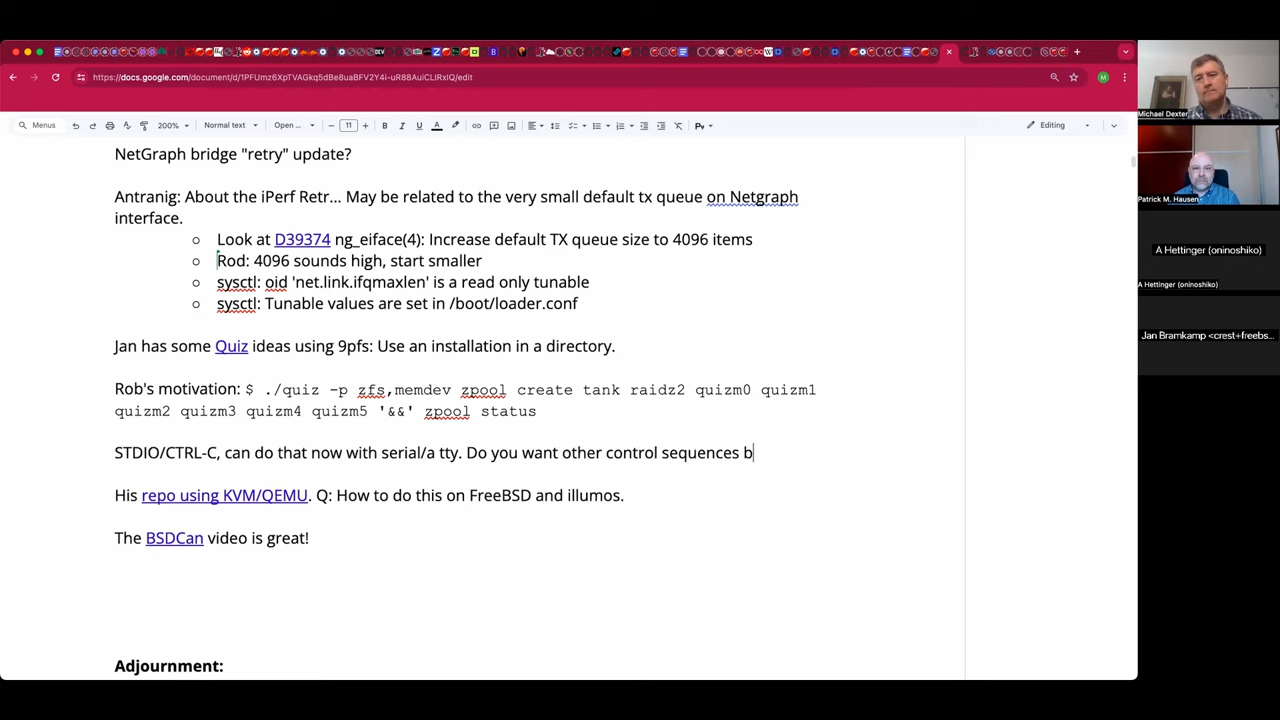 https://docs.google.com/document/d/1PFUmz6XpTVAGkq5dBe8uaBFV2Y4i-uR88AuiCLIRxIQ/edit
M
Menus
200%
Normal text
Open ...
11
Editing
NetGraph bridge "retry" update?
Antranig: About the iPerf Retr... May be related to the very small default tx queue on Netgraph
interface.
Look at D39374 ng_eiface(4): Increase default TX queue size to 4096 items
Rod: 4096 sounds high, start smaller
sysctl: oid 'net.link.ifqmaxlen' is a read only tunable
sysctl: Tunable values are set in /boot/loader.conf
Jan has some Quiz ideas using 9pfs: Use an installation in a directory.
Rob's motivation: $ ./quiz -p zfs,memdev zpool create tank raidz2 quizm0 quizm1
quizm2 quizm3 quizm4 quizm5 '&&' zpool status
STDIO/CTRL-C, can do that now with serial/a tty. Do you want other control sequences b
His repo using KVM/QEMU. Q: How to do this on FreeBSD and illumos.
The BSDCan video is great!
Adjournment:
Michael Dexter
Patrick M. Hausen
A Hettinger (oninoshiko)
A Hettinger (oninoshiko)
Jan Bramkamp <crest+freebs...